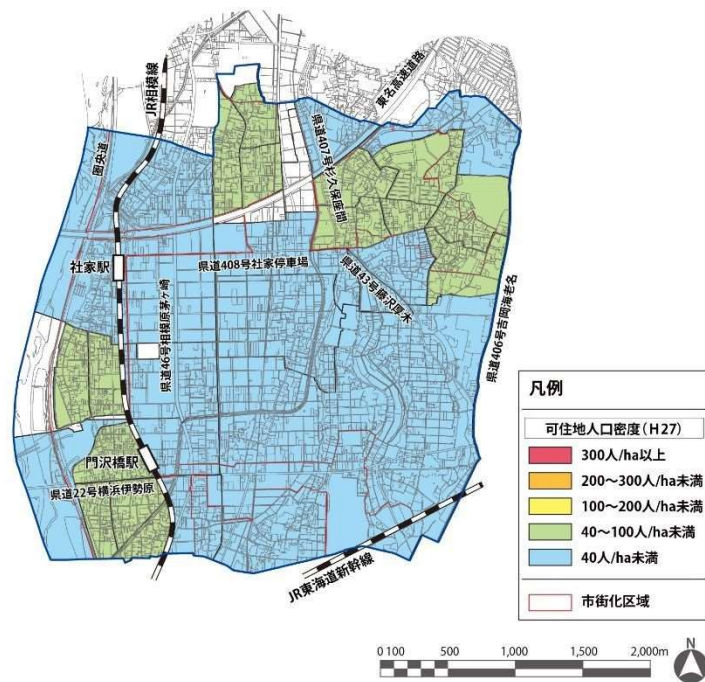 JR相模線
東名高速道路
圏央道
県道407号杉久保座間
社家駅
県道408号社家停車場
県道43号藤沢厚木
県道46号相模原茅ヶ崎
県道406号吉岡海老名
門沢橋駅
県道22号横浜伊勢原
JR東海道新幹線
凡例
可住地人口密度(H27)
300人/ha以上
200~300人/ha未満
100~200人/ha未満
40~100人/ha未満
40人/ha未満
市街化区域
0 100 500 1,000 1,500 2,000m
N